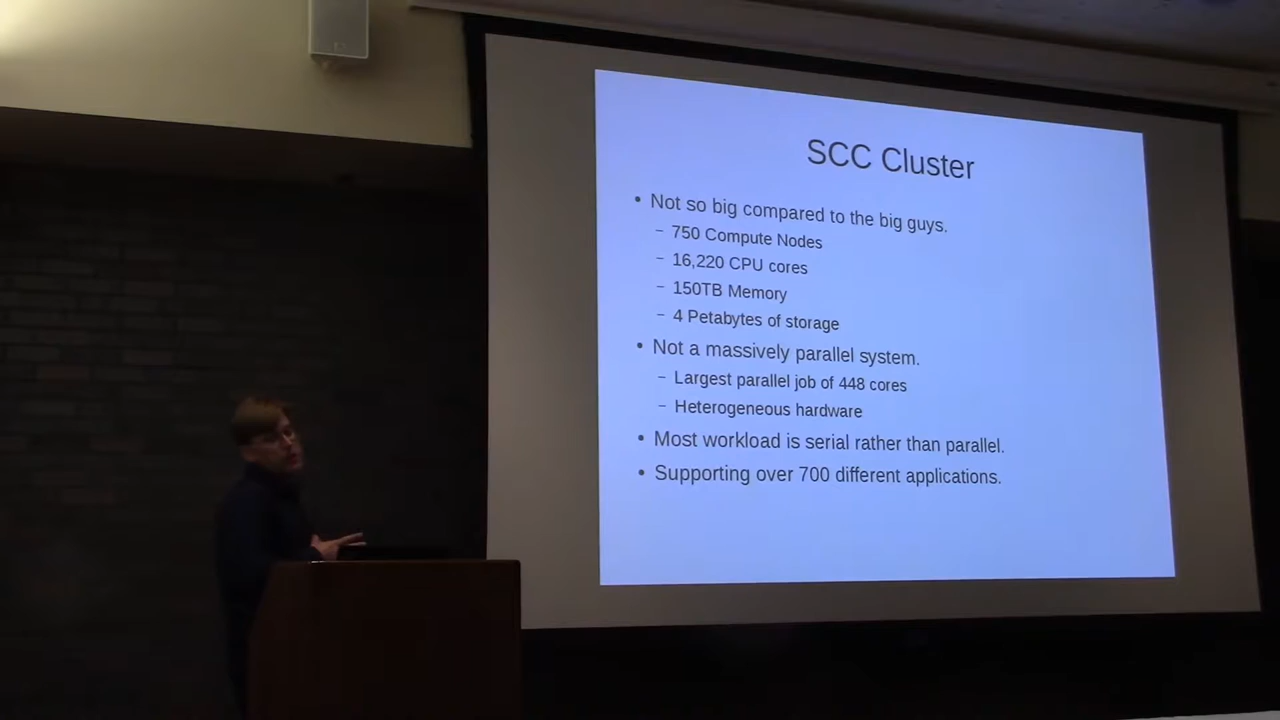 SCC Cluster
• Not so big compared to the big guys.
– 750 Compute Nodes
– 16,220 CPU cores
– 150TB Memory
– 4 Petabytes of storage
• Not a massively parallel system.
– Largest parallel job of 448 cores
– Heterogeneous hardware
• Most workload is serial rather than parallel.
• Supporting over 700 different applications.